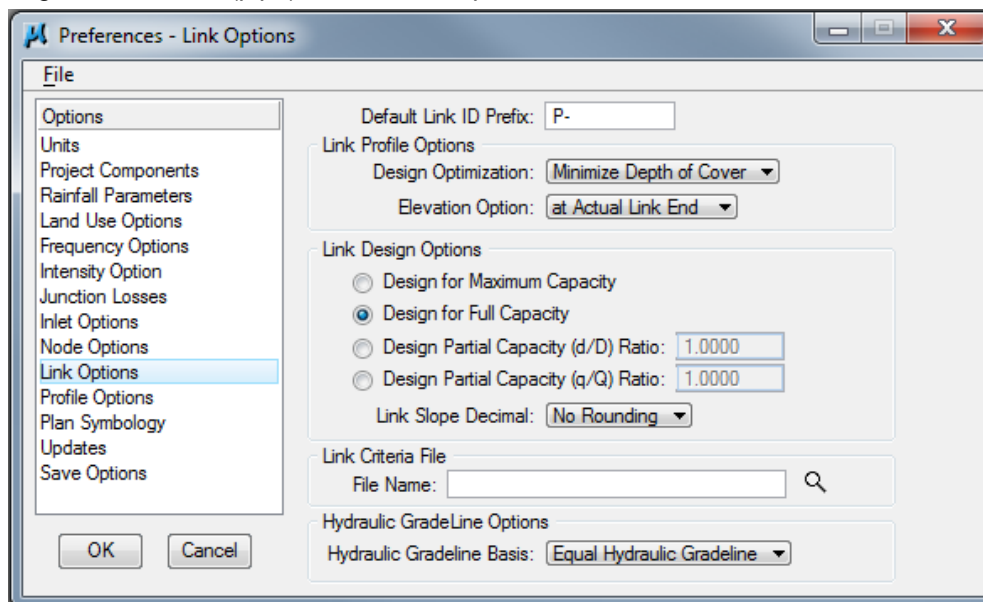 Preferences - Link Options
File
Options
Units
Project Components
Rainfall Parameters
Land Use Options
Frequency Options
Intensity Option
Junction Losses
Inlet Options
Node Options
Link Options
Profile Options
Plan Symbology
Updates
Save Options
OK Cancel
Default Link ID Prefix: P-
Link Profile Options
Design Optimization: Minimize Depth of Cover
Elevation Option: at Actual Link End
Link Design Options
Design for Maximum Capacity
Design for Full Capacity
Design Partial Capacity (d/D) Ratio: 1.0000
Design Partial Capacity (q/Q) Ratio: 1.0000
Link Slope Decimal: No Rounding
Link Criteria File
File Name:
Hydraulic GradeLine Options
Hydraulic Gradeline Basis: Equal Hydraulic Gradeline